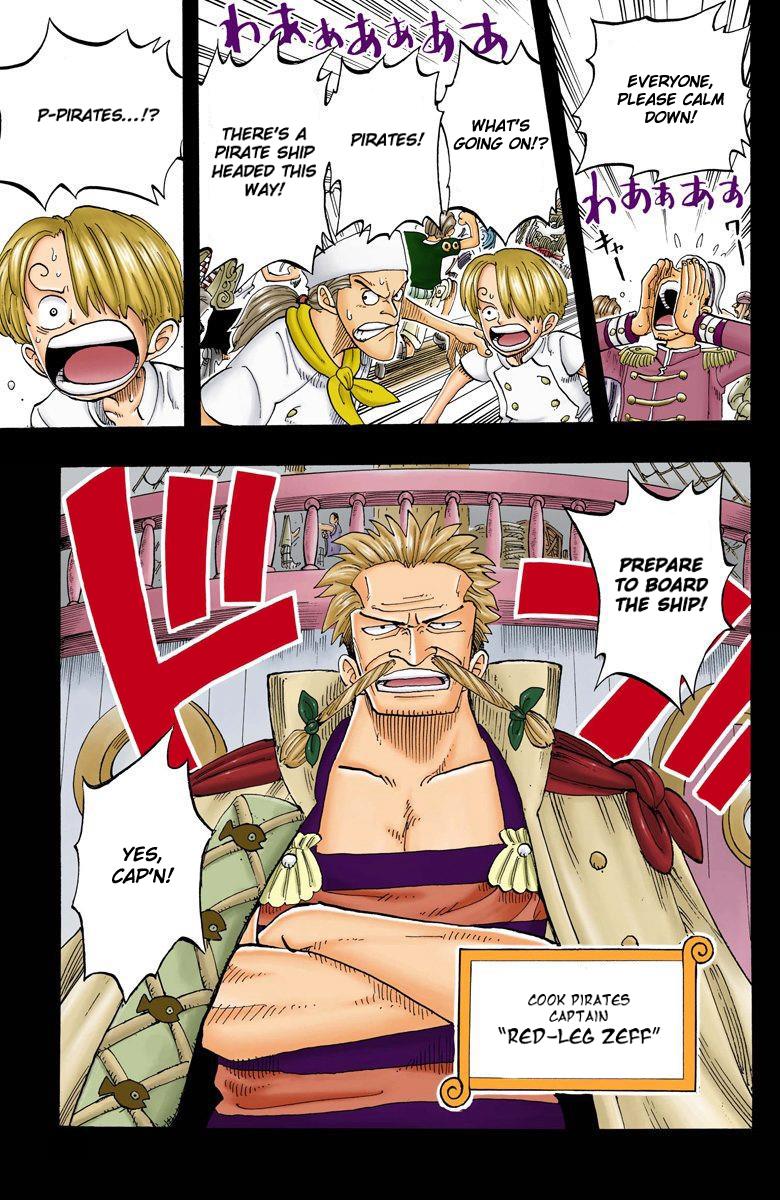 EVERYONE,
PLEASE CALM
DOWN!
わあぁあぁ
キャー
ワ
わあぁあぁぁあ
WHAT'S
GOING ON!?
PIRATES!
THERE'S A
PIRATE SHIP
HEADED THIS
WAY!
P-PIRATES...!?
PREPARE
TO BOARD
THE SHIP!
ドン
YES,
CAP'N!
COOK PIRATES
CAPTAIN
"RED-LEG ZEFF"